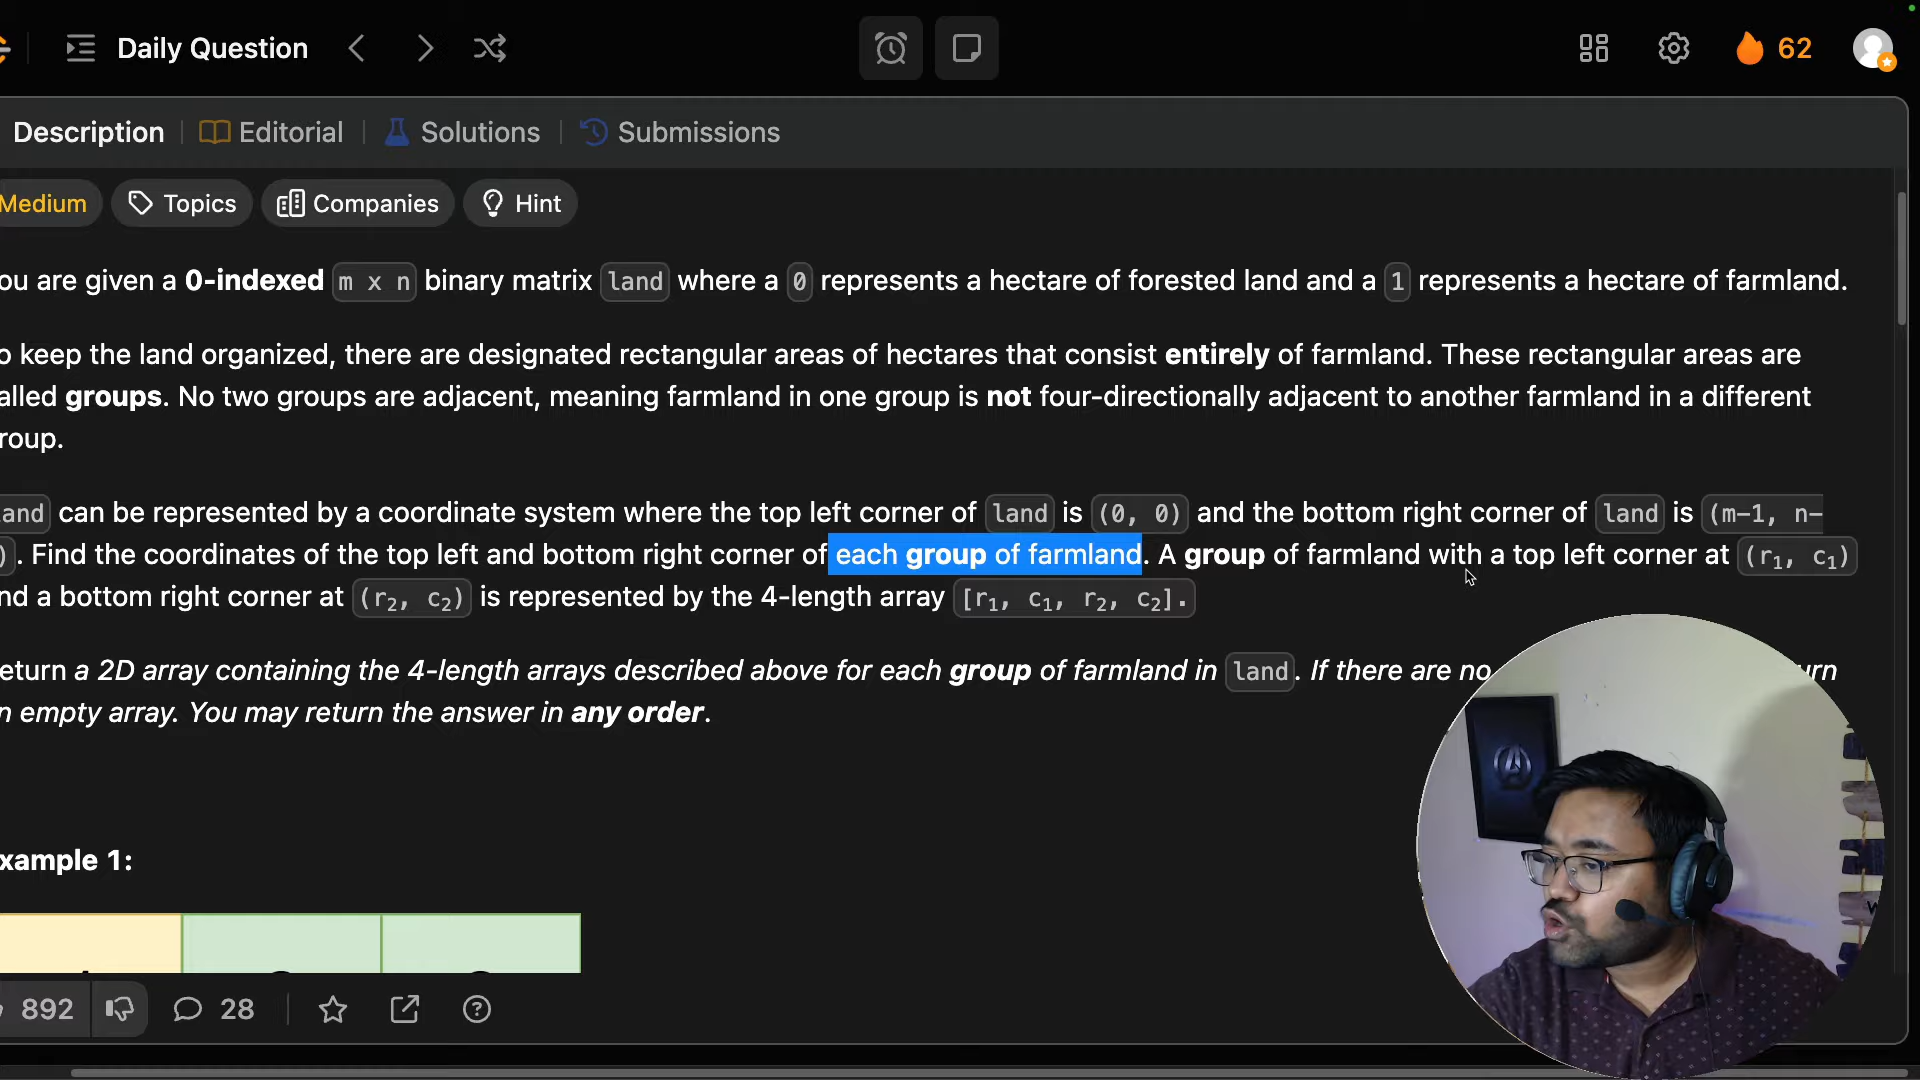 Daily Question
62
Description Editorial Solutions Submissions
Medium Topics Companies Hint
ou are given a 0-indexed m x n binary matrix land where a 0 represents a hectare of forested land and a 1 represents a hectare of farmland.
o keep the land organized, there are designated rectangular areas of hectares that consist entirely of farmland. These rectangular areas are
alled groups. No two groups are adjacent, meaning farmland in one group is not four-directionally adjacent to another farmland in a different
roup.
and can be represented by a coordinate system where the top left corner of land is (0, 0) and the bottom right corner of land is (m-1, n-
). Find the coordinates of the top left and bottom right corner of each group of farmland. A group of farmland with a top left corner at (r₁, c₁)
nd a bottom right corner at (r₂, c₂) is represented by the 4-length array [r₁, c₁, r₂, c₂].
eturn a 2D array containing the 4-length arrays described above for each group of farmland in land. If there are no urn
n empty array. You may return the answer in any order.
xample 1:
892 28